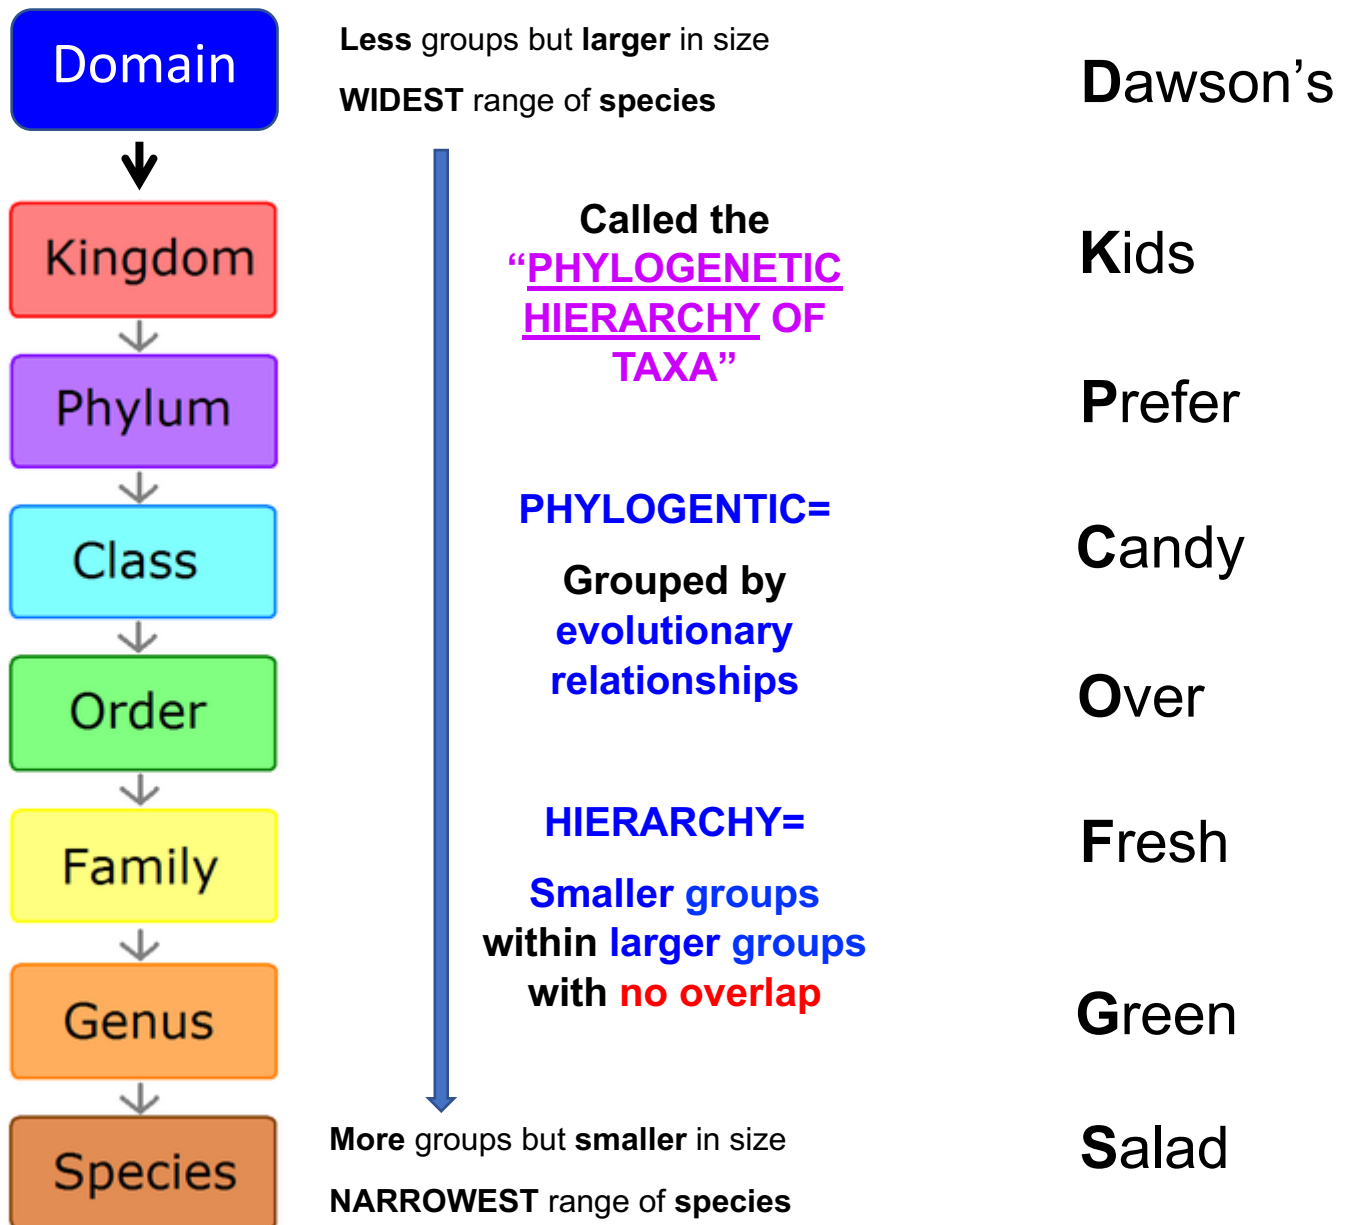 Domain
Kingdom
Phylum
Class
Order
Family
Genus
Species
Less groups but larger in size
WIDEST range of species
Called the
“PHYLOGENETIC
HIERARCHY OF
TAXA”
PHYLOGENTIC=
Grouped by
evolutionary
relationships
HIERARCHY=
Smaller groups
within larger groups
with no overlap
More groups but smaller in size
NARROWEST range of species
Dawson’s
Kids
Prefer
Candy
Over
Fresh
Green
Salad